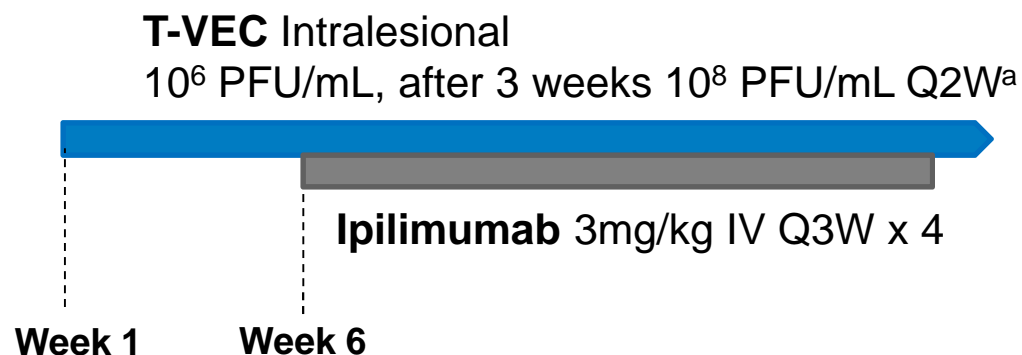 T-VEC Intralesional
10⁶ PFU/mL, after 3 weeks 10⁸ PFU/mL Q2Wᵃ
Ipilimumab 3mg/kg IV Q3W x 4
Week 1 Week 6